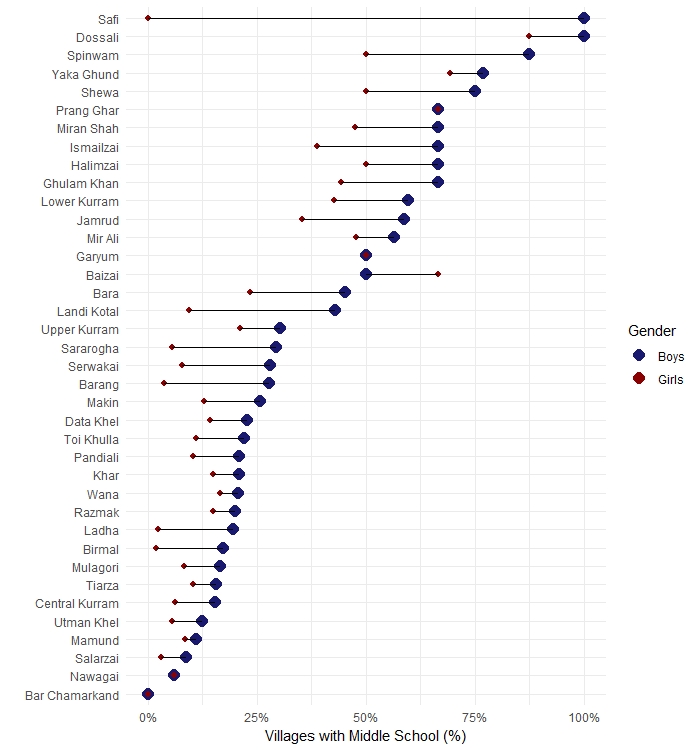 Safi
Dossali
Spinwam
Yaka Ghund
Shewa
Prang Ghar
Miran Shah
Ismailzai
Halimzai
Ghulam Khan
Lower Kurram
Jamrud
Mir Ali
Garyum
Baizai
Bara
Landi Kotal
Upper Kurram
Sararogha
Serwakai
Barang
Makin
Data Khel
Toi Khulla
Pandiali
Khar
Wana
Razmak
Ladha
Birmal
Mulagori
Tiarza
Central Kurram
Utman Khel
Mamund
Salarzai
Nawagai
Bar Chamarkand
0% 25% 50% 75% 100%
Villages with Middle School (%)
Gender
Boys
Girls